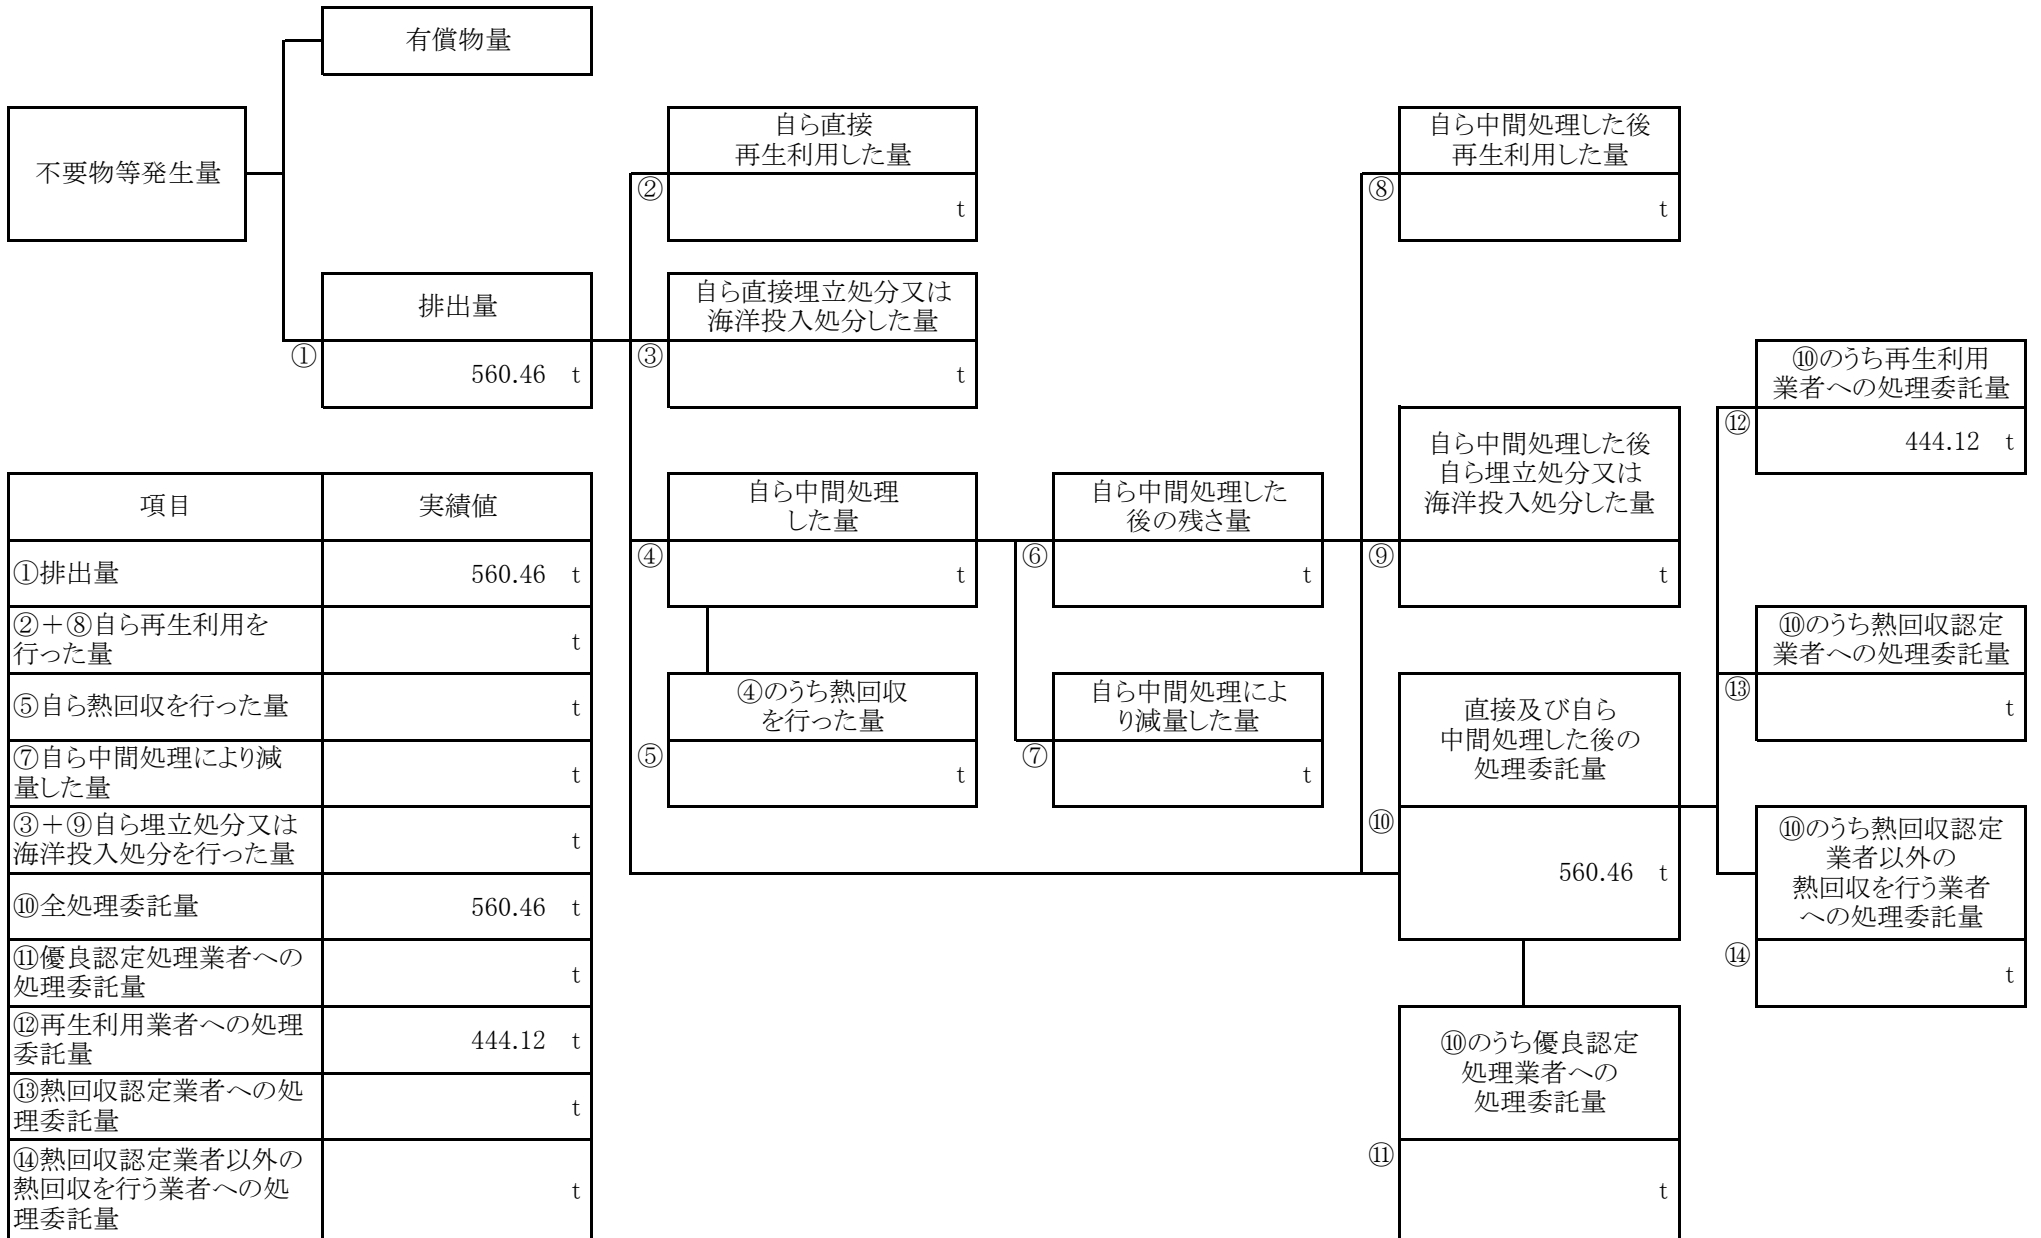 有償物量
不要物等発生量
自ら直接
再生利用した量
②
t
自ら中間処理した後
再生利用した量
⑧
t
排出量
①
560.46 t
自ら直接埋立処分又は
海洋投入処分した量
③
t
⑩のうち再生利用
業者への処理委託量
⑫
444.12 t
自ら中間処理
した量
④
t
自ら中間処理した
後の残さ量
⑥
t
自ら中間処理した後
自ら埋立処分又は
海洋投入処分した量
⑨
t
⑩のうち熱回収認定
業者への処理委託量
⑬
t
④のうち熱回収
を行った量
⑤
t
自ら中間処理によ
り減量した量
⑦
t
直接及び自ら
中間処理した後の
処理委託量
⑩
560.46 t
⑩のうち熱回収認定
業者以外の
熱回収を行う業者
への処理委託量
⑭
t
⑩のうち優良認定
処理業者への
処理委託量
⑪
t
項目 実績値
①排出量 560.46 t
②+⑧自ら再生利用を
行った量 t
⑤自ら熱回収を行った量 t
⑦自ら中間処理により減
量した量 t
③+⑨自ら埋立処分又は
海洋投入処分を行った量 t
⑩全処理委託量 560.46 t
⑪優良認定処理業者への
処理委託量 t
⑫再生利用業者への処理
委託量 444.12 t
⑬熱回収認定業者への処
理委託量 t
⑭熱回収認定業者以外の
熱回収を行う業者への処
理委託量 t